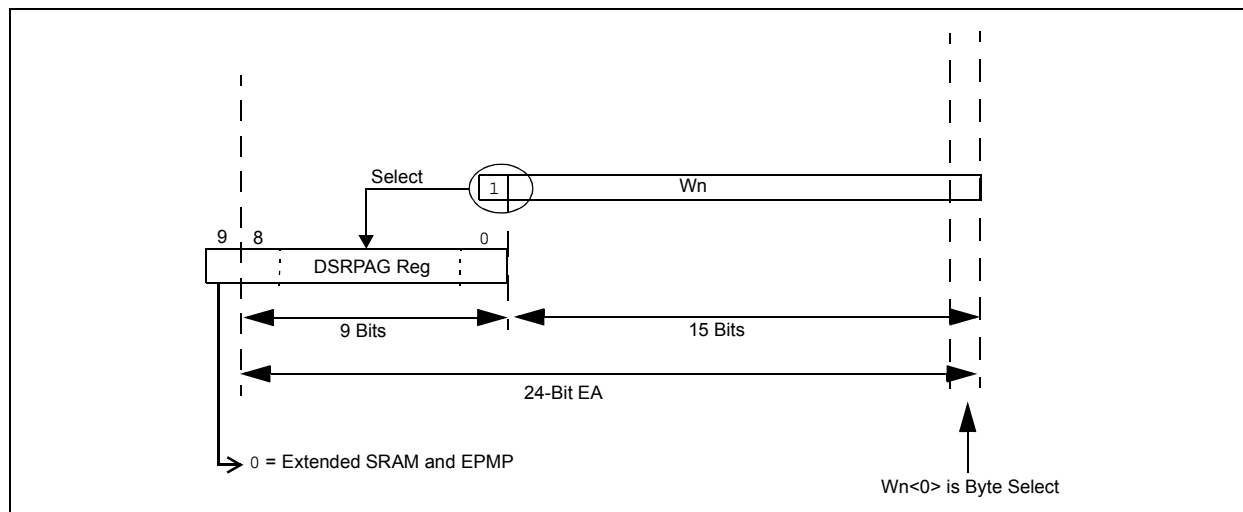 Select
1 Wn
9 8 0
DSRPAG Reg
9 Bits 15 Bits
24-Bit EA
0 = Extended SRAM and EPMP
Wn<0> is Byte Select